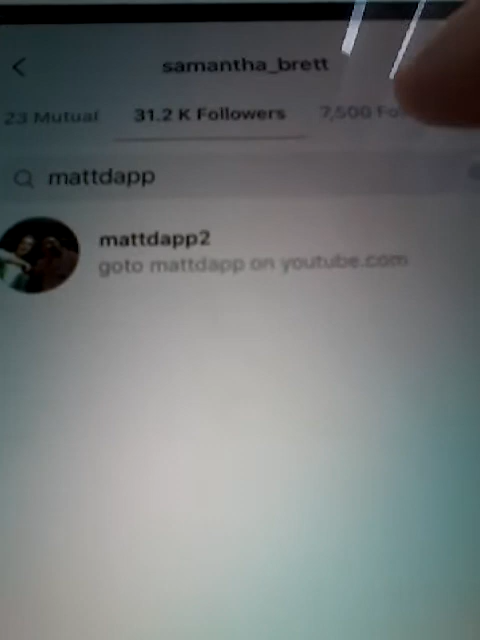 samantha_brett
23 Mutual 31.2 K Followers 7,500
mattdapp
mattdapp2
goto mattdapp on youtube.com